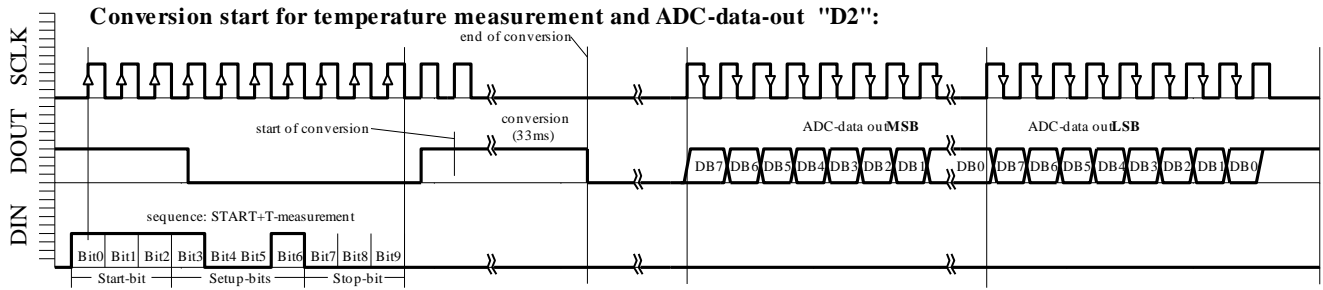 Conversion start for temperature measurement and ADC-data-out "D2":
end of conversion
SCLK
start of conversion
conversion
(33ms)
ADC-data out MSB
ADC-data out LSB
DOUT
DB7 DB6 DB5 DB4 DB3 DB2 DB1 DB0 DB7 DB6 DB5 DB4 DB3 DB2 DB1 DB0
sequence: START+T-measurement
DIN
Bit0 Bit1 Bit2 Bit3 Bit4 Bit5 Bit6 Bit7 Bit8 Bit9
Start-bit Setup-bits Stop-bit